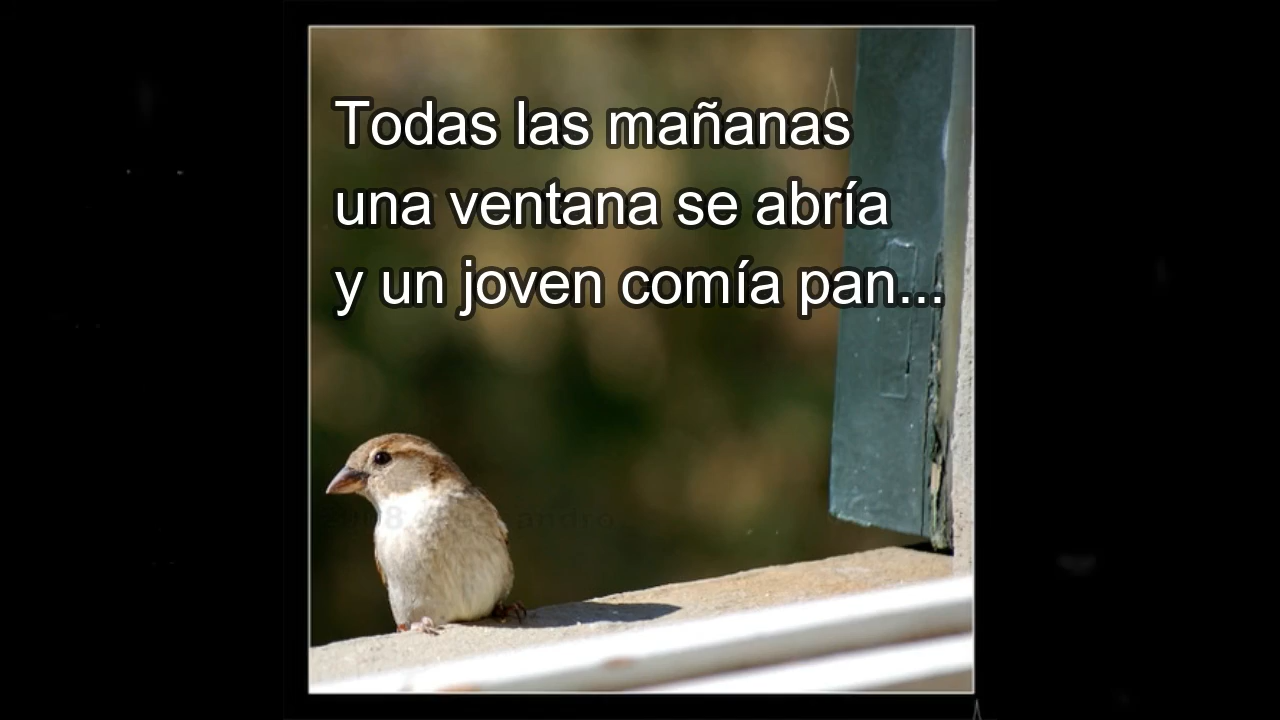 Todas las mañanas
una ventana se abría
y un joven comía pan...